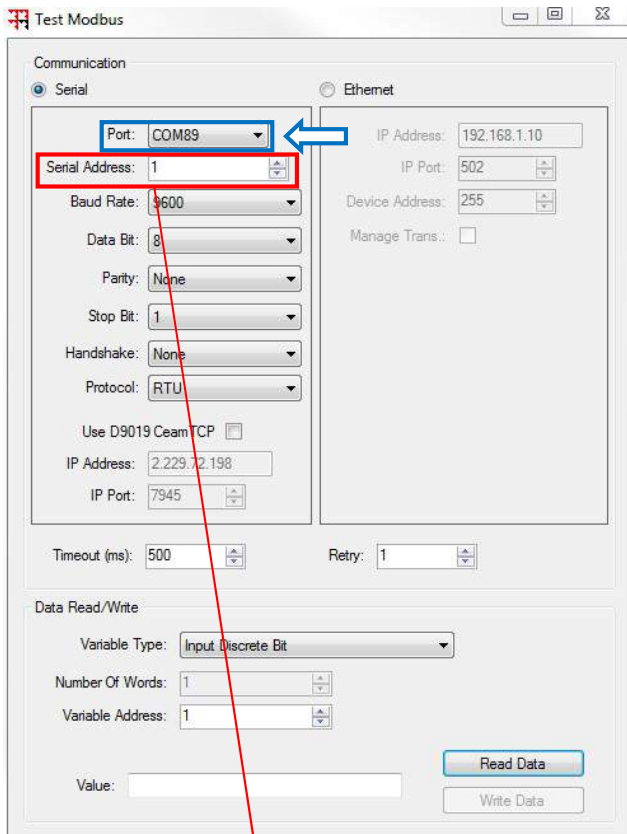 Test Modbus
Communication
Serial
Ethernet
Port: COM89
IP Address: 192.168.1.10
Serial Address: 1
IP Port: 502
Baud Rate: 9600
Device Address: 255
Data Bit: 8
Manage Trans.:
Parity: None
Stop Bit: 1
Handshake: None
Protocol: RTU
Use D9019 CeamTCP
IP Address: 2.229.72.198
IP Port: 7945
Timeout (ms): 500
Retry: 1
Data Read/Write
Variable Type: Input Discrete Bit
Number Of Words: 1
Variable Address: 1
Read Data
Value:
Write Data